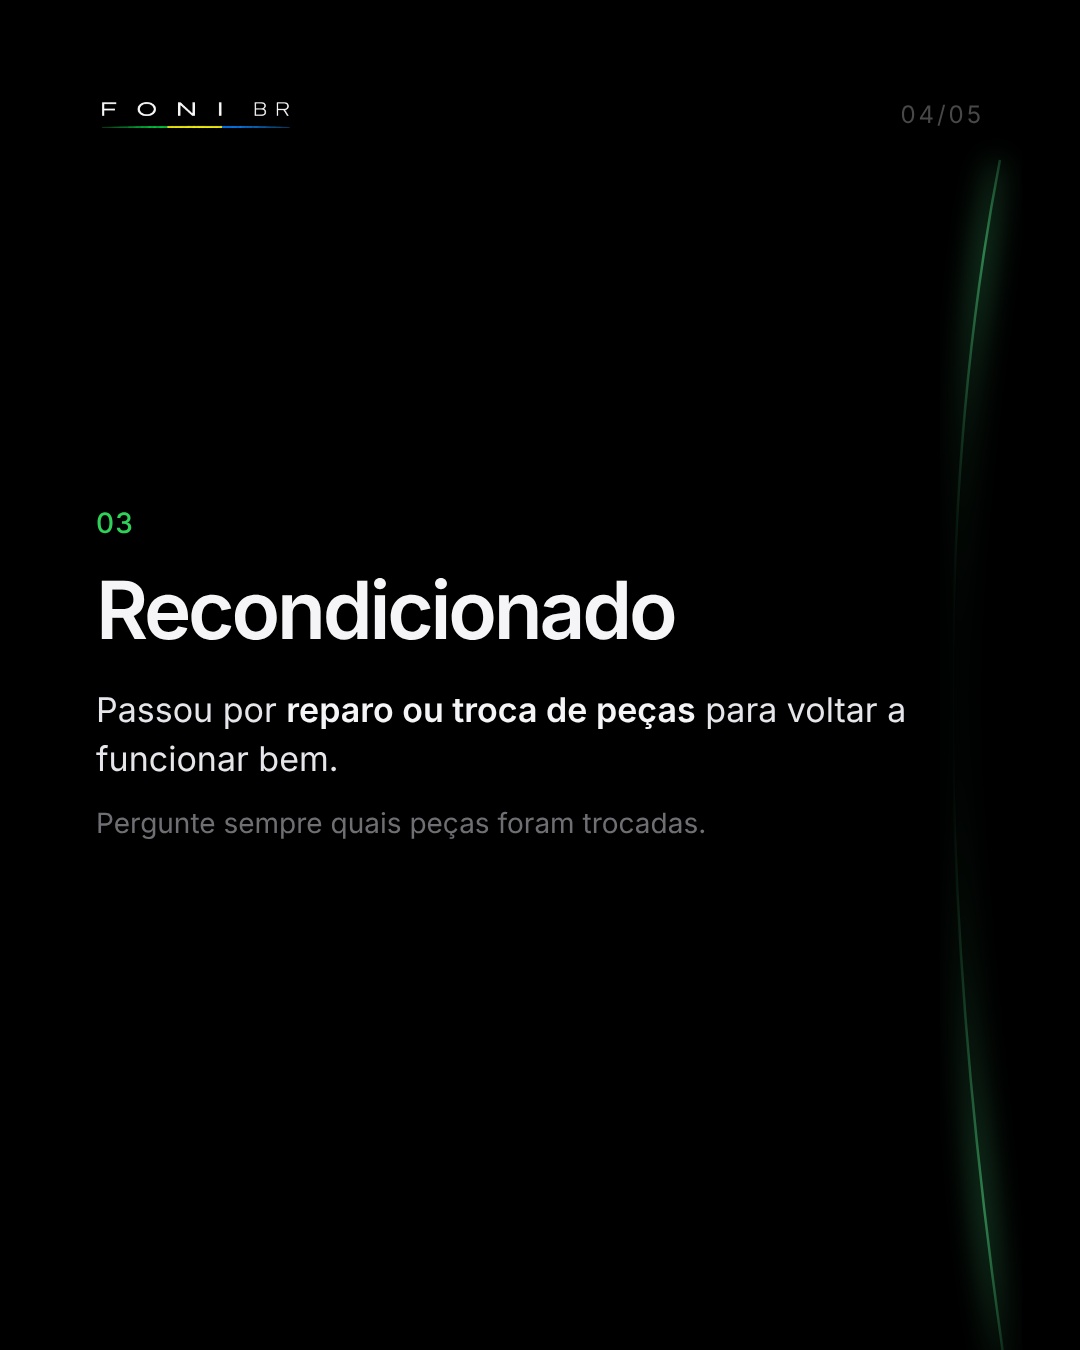 FONI BR
04/05
03
Recondicionado
Passou por reparo ou troca de peças para voltar a
funcionar bem.
Pergunte sempre quais peças foram trocadas.